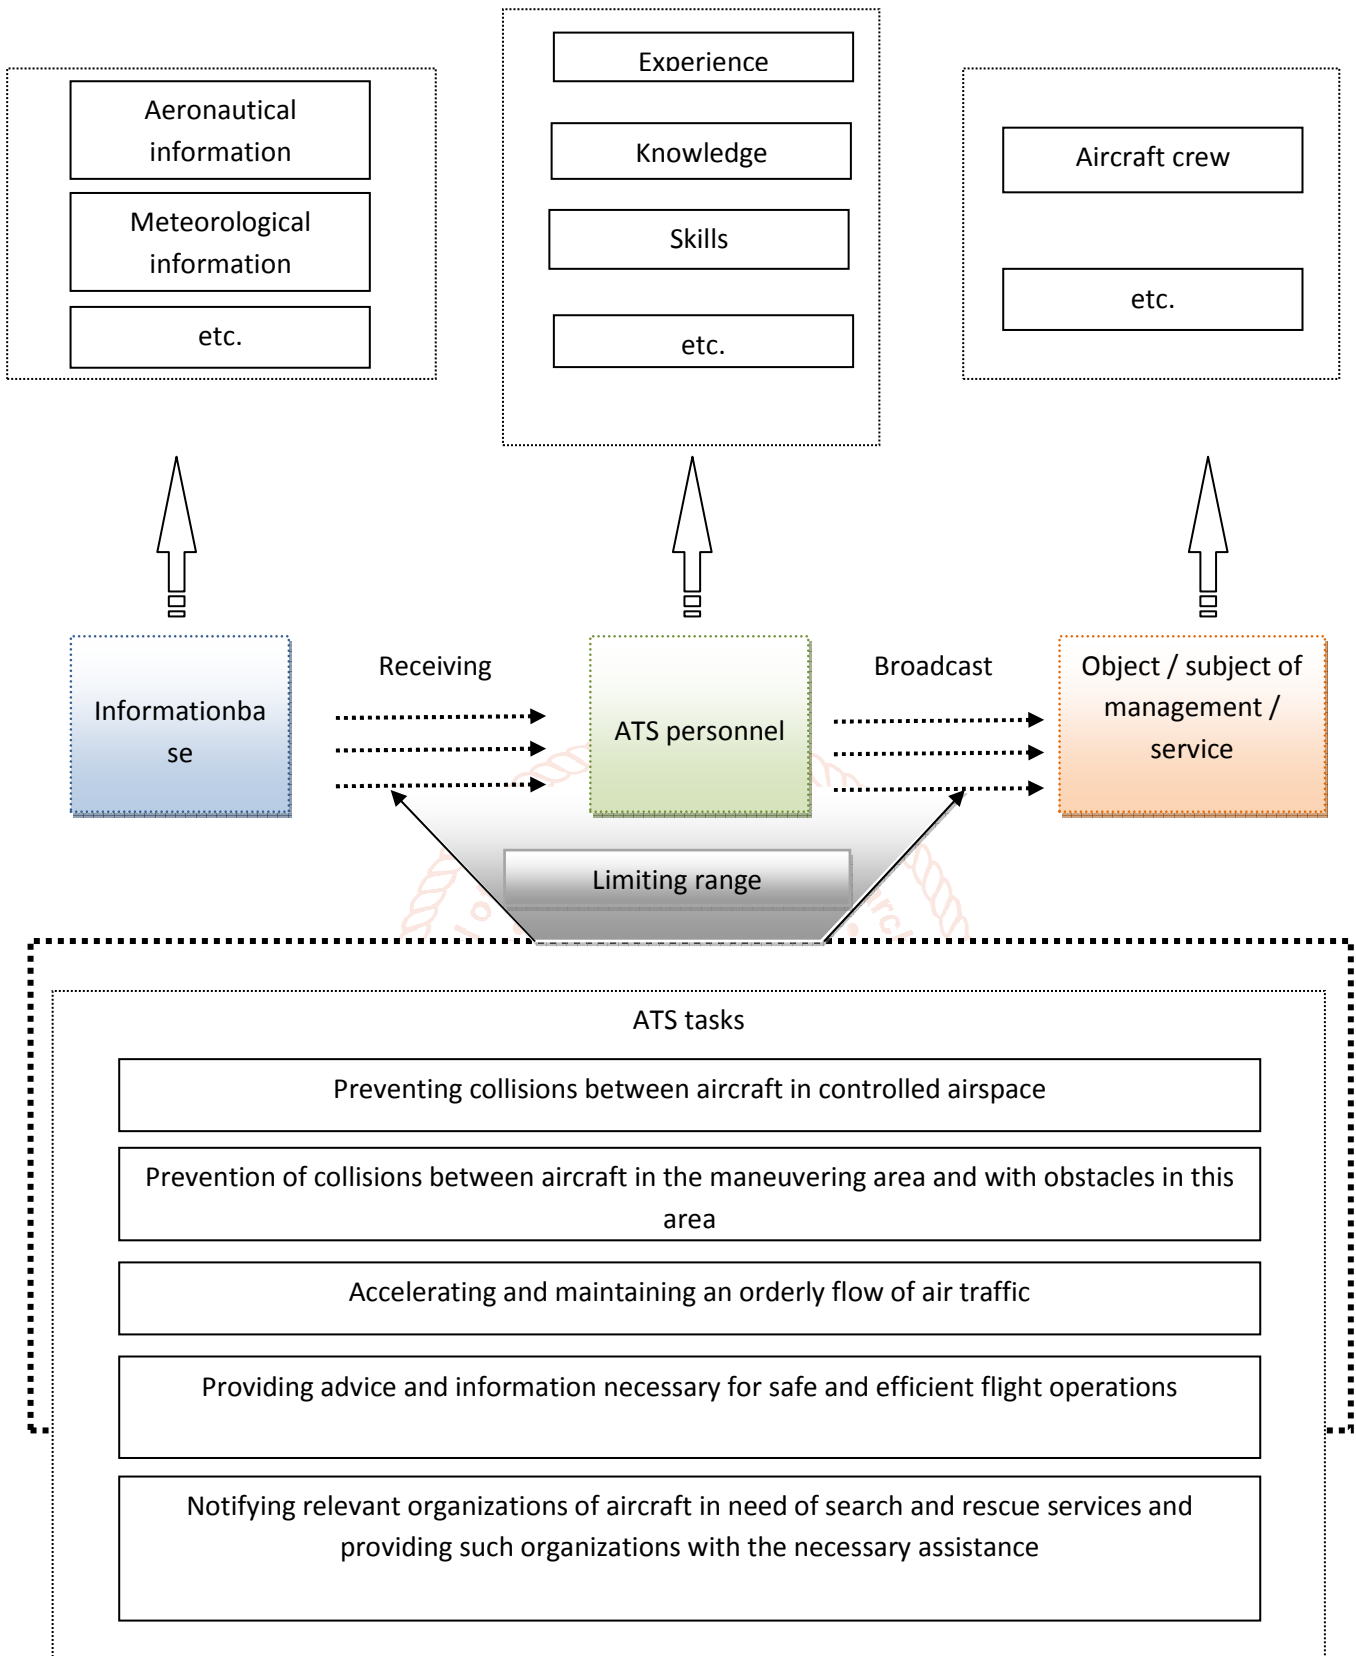 Experience
Aeronautical
information
Knowledge
Aircraft crew
Meteorological
information
Skills
etc.
etc.
etc.
Receiving
Broadcast
Informationba
se
ATS personnel
Object / subject of
management /
service
Limiting range
ATS tasks
Preventing collisions between aircraft in controlled airspace
Prevention of collisions between aircraft in the maneuvering area and with obstacles in this
area
Accelerating and maintaining an orderly flow of air traffic
Providing advice and information necessary for safe and efficient flight operations
Notifying relevant organizations of aircraft in need of search and rescue services and
providing such organizations with the necessary assistance